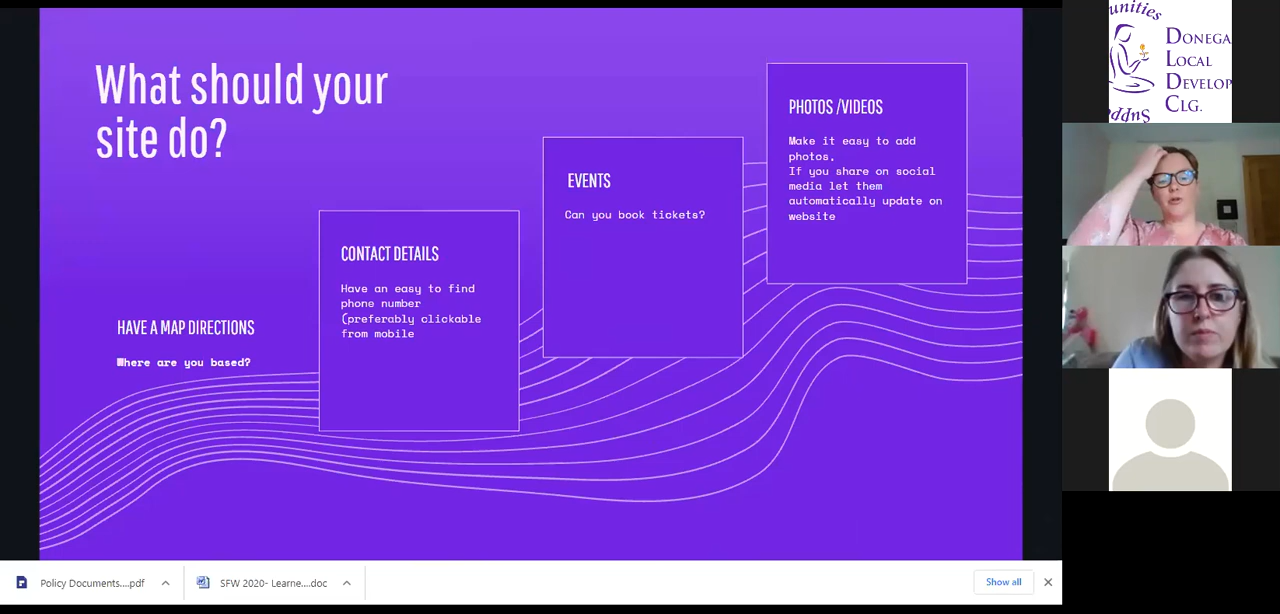 What should your
site do?
HAVE A MAP DIRECTIONS
Where are you based?
CONTACT DETAILS
Have an easy to find
phone number
(preferably clickable
from mobile
EVENTS
Can you book tickets?
PHOTOS /VIDEOS
Make it easy to add
photos,
If you share on social
media let them
automatically update on
website
unities
DONEGA
LOCAL
DEVELOP
CLG.
Supp
Policy Documents....pdf
SFW 2020- Learne....doc
Show all